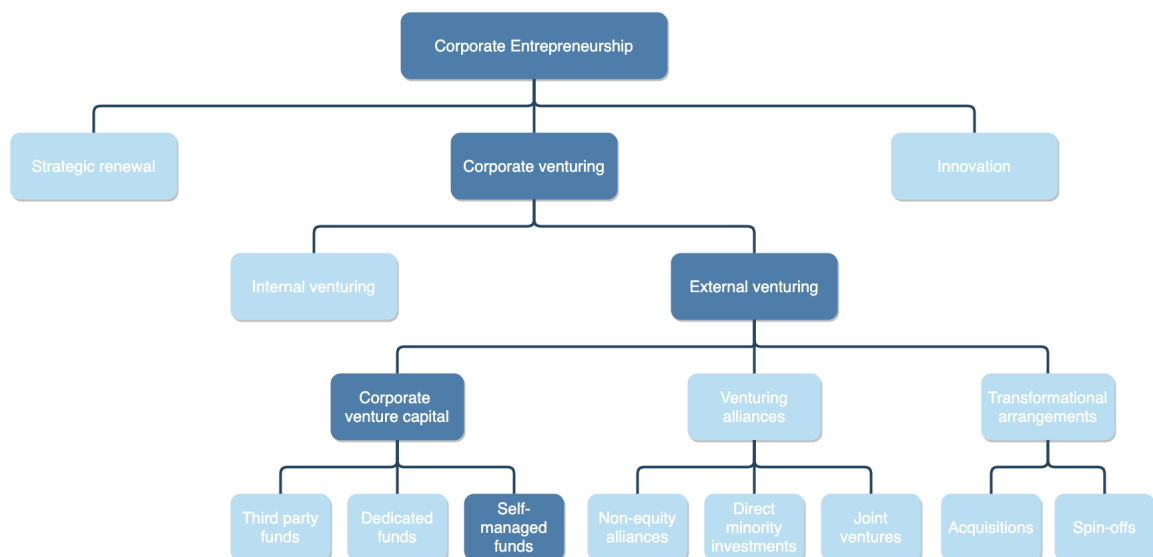 Corporate Entrepreneurship
Strategic renewal
Corporate venturing
Innovation
Internal venturing
External venturing
Corporate
venture capital
Venturing
alliances
Transformational
arrangements
Third party
funds
Dedicated
funds
Self-
managed
funds
Non-equity
alliances
Direct
minority
investments
Joint
ventures
Acquisitions
Spin-offs